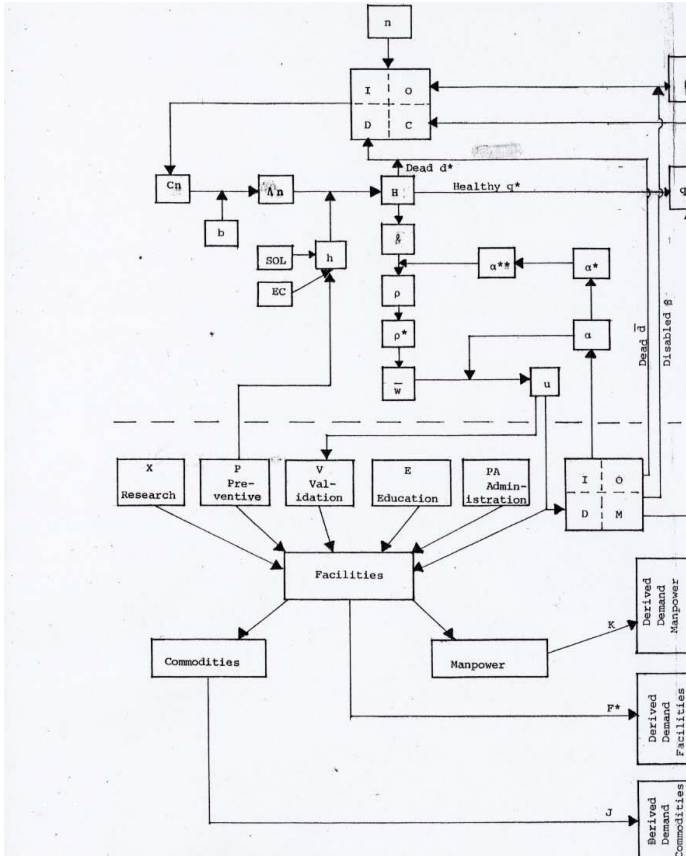 n
I O
D C
Dead d*
Cn
Λn
H
Healthy q*
q
b
SOL
h
EC
α**
α*
ρ
ρ*
α
w̄
u
Dead d̄
Disabled β
X
Research
P
Pre-
ventive
V
Val-
idation
E
Education
PA
Admin-
istration
I O
D M
Facilities
Commodities
Manpower
K
Derived
Demand
Manpower
F*
Derived
Demand
Facilities
J
Derived
Demand
Commodities